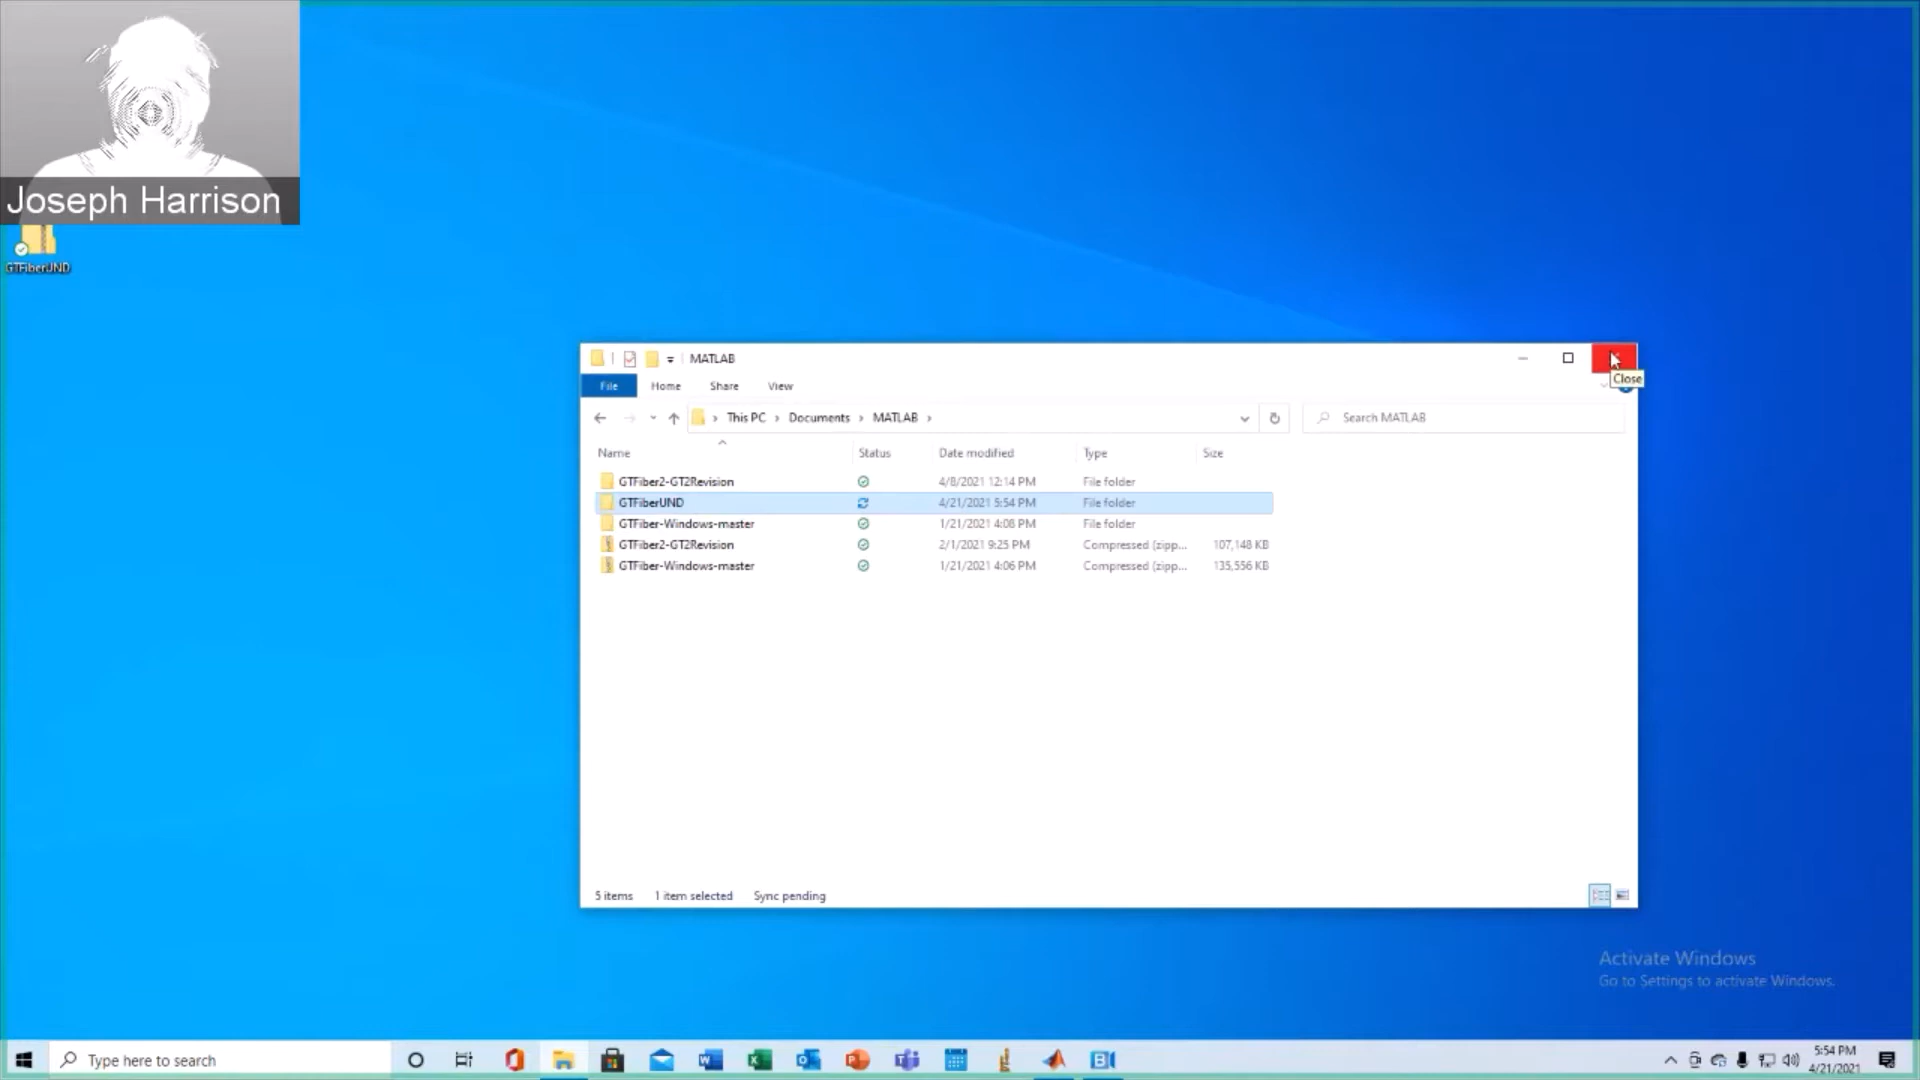 Joseph Harrison
GTFiberUND
MATLAB
Close
File Home Share View
This PC Documents MATLAB
Search MATLAB
Name Status Date modified Type Size
GTFiber2-GT2Revision 4/8/2021 12:14 PM File folder
GTFiberUND 4/21/2021 5:54 PM File folder
GTFiber-Windows-master 1/21/2021 4:08 PM File folder
GTFiber2-GT2Revision 2/1/2021 9:25 PM Compressed (zipp... 107,148 KB
GTFiber-Windows-master 1/21/2021 4:06 PM Compressed (zipp... 135,556 KB
5 items 1 item selected Sync pending
Activate Windows
Go to Settings to activate Windows.
Type here to search
5:54 PM
4/21/2021